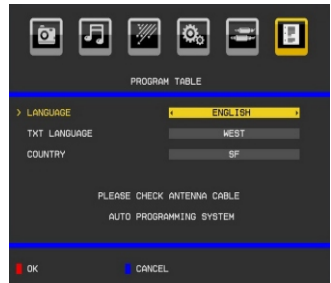 PROGRAM TABLE
> LANGUAGE ENGLISH
TXT LANGUAGE WEST
COUNTRY SF
PLEASE CHECK ANTENNA CABLE
AUTO PROGRAMMING SYSTEM
OK CANCEL